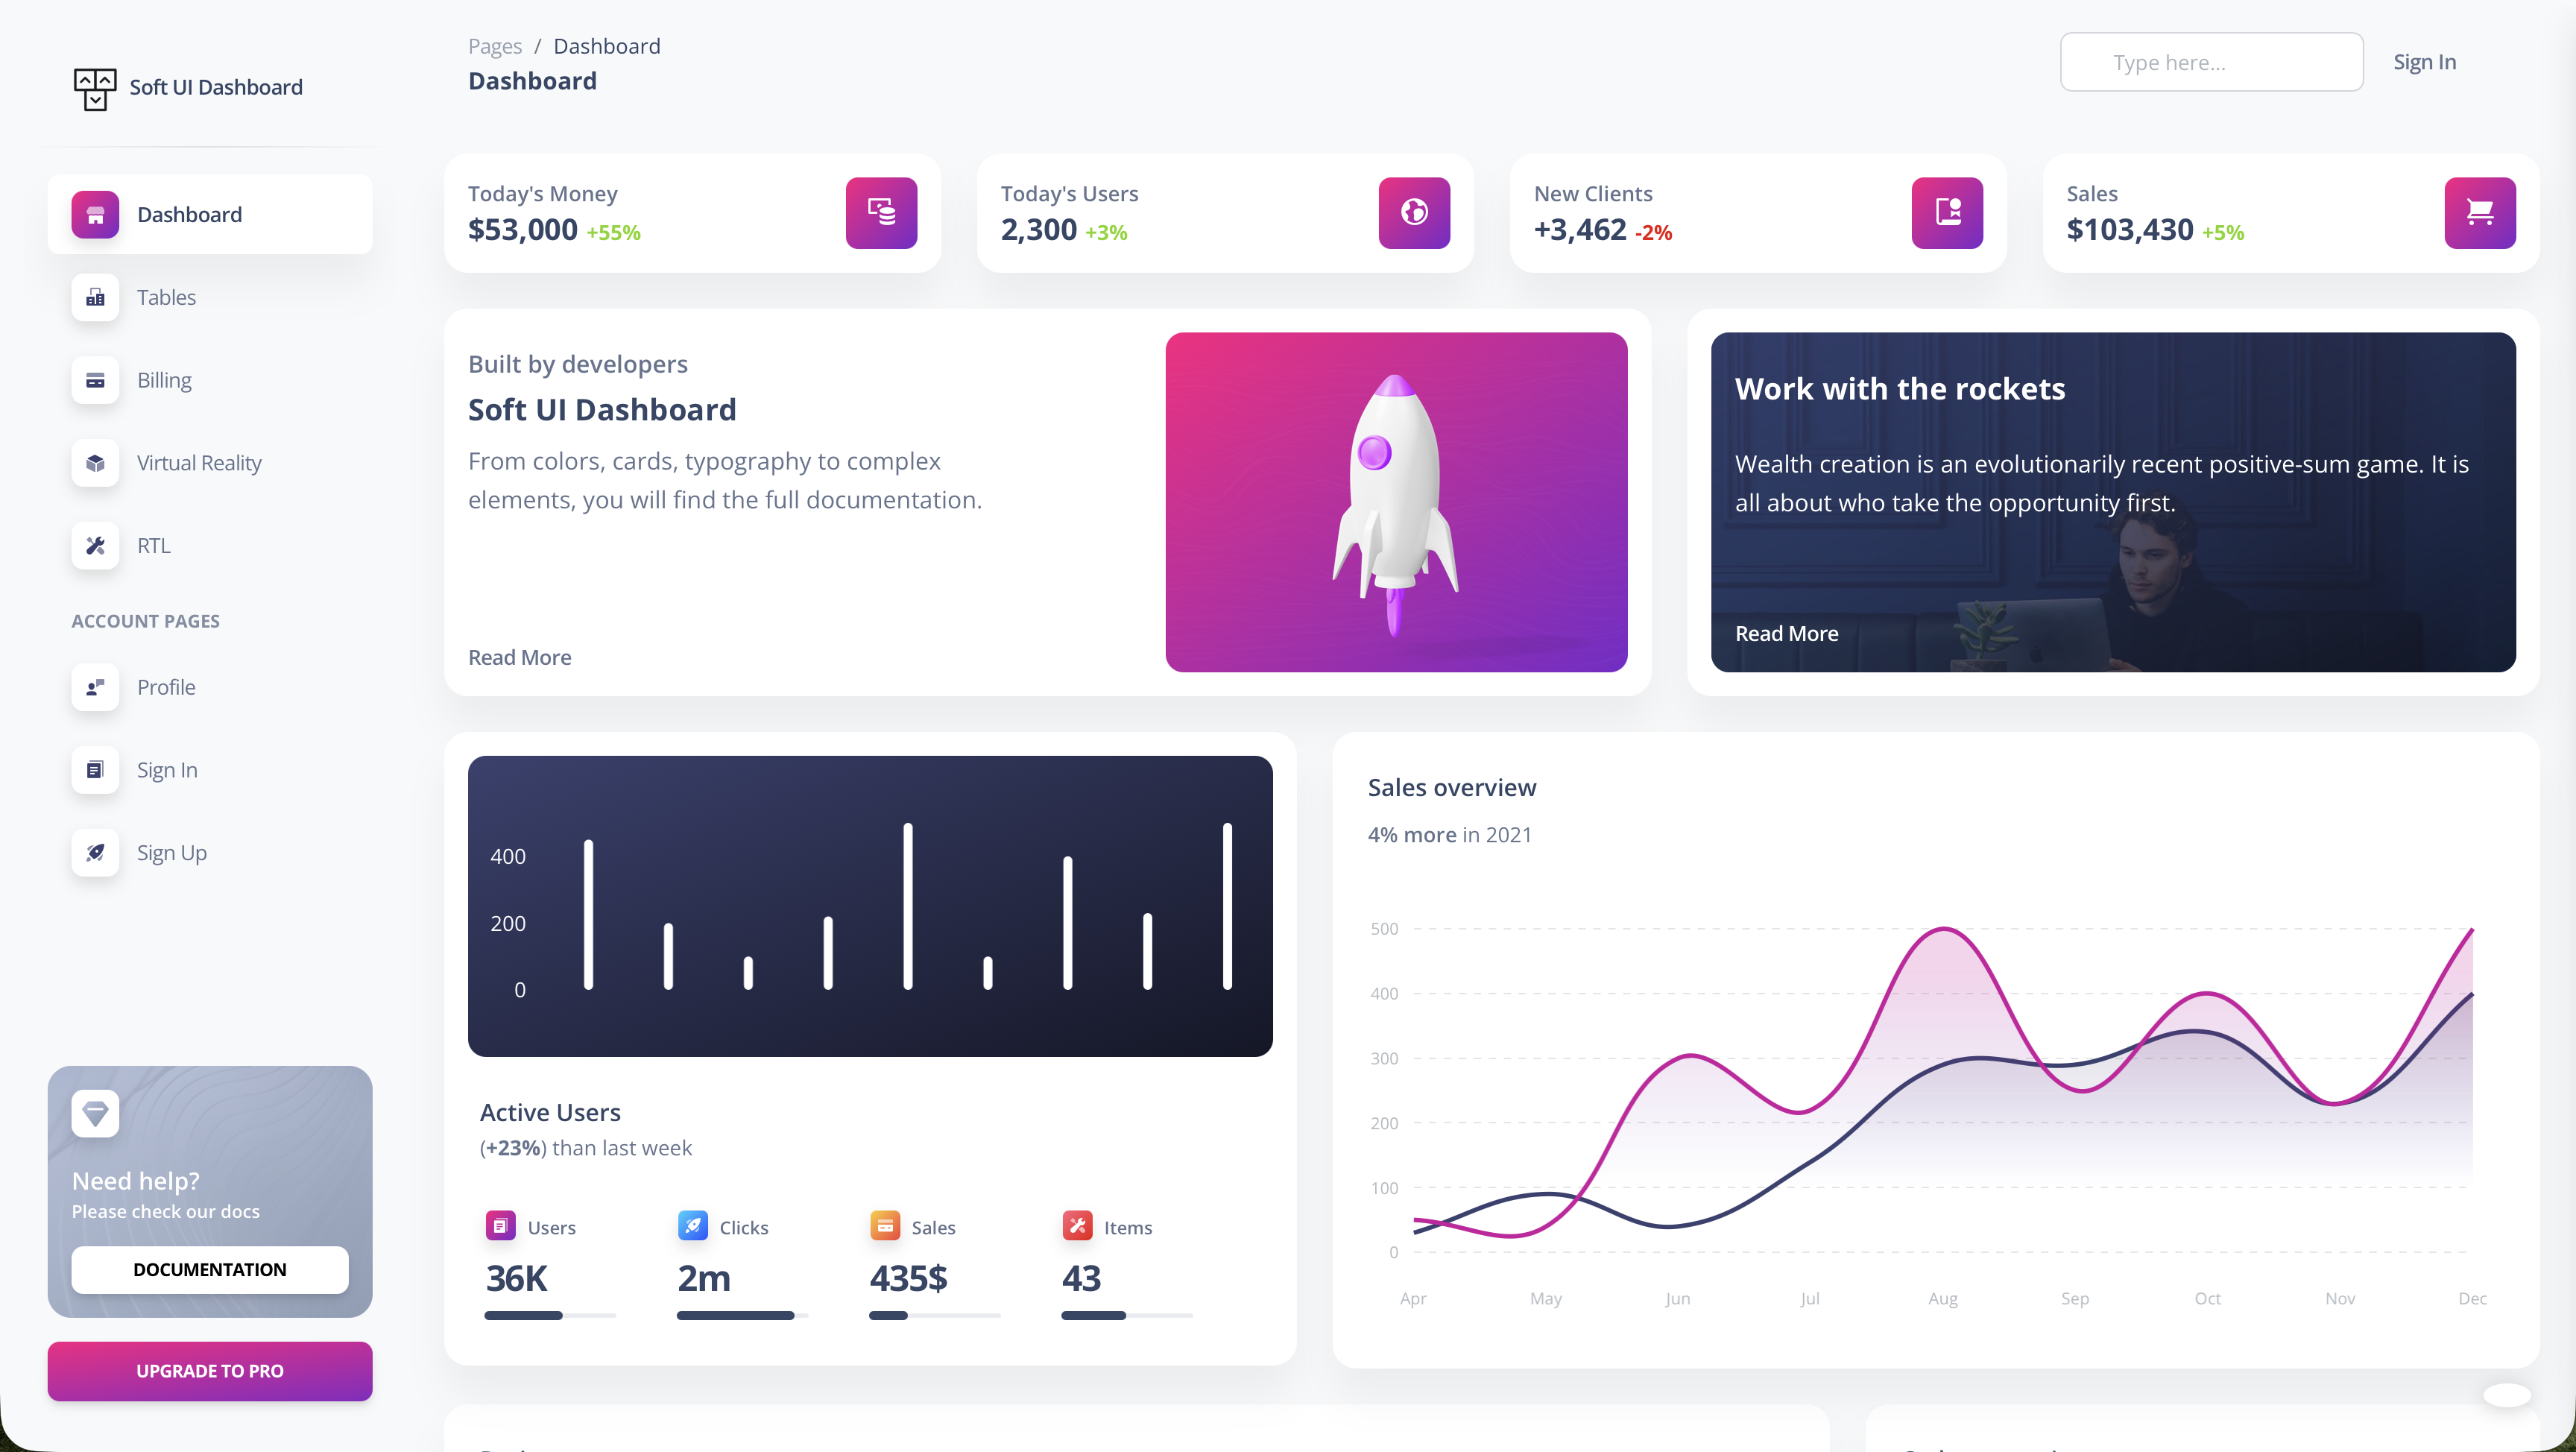 Soft UI Dashboard
Dashboard
Tables
Billing
Virtual Reality
RTL
ACCOUNT PAGES
Profile
Sign In
Sign Up
Need help?
Please check our docs
DOCUMENTATION
UPGRADE TO PRO
Pages / Dashboard
Dashboard
Type here...
Sign In
Today's Money
$53,000 +55%
Today's Users
2,300 +3%
New Clients
+3,462 -2%
Sales
$103,430 +5%
Built by developers
Soft UI Dashboard
From colors, cards, typography to complex
elements, you will find the full documentation.
Read More
Work with the rockets
Wealth creation is an evolutionarily recent positive-sum game. It is
all about who take the opportunity first.
Read More
400
200
0
Active Users
(+23%) than last week
Users
36K
Clicks
2m
Sales
435$
Items
43
Sales overview
4% more in 2021
500
400
300
200
100
0
Apr May Jun Jul Aug Sep Oct Nov Dec